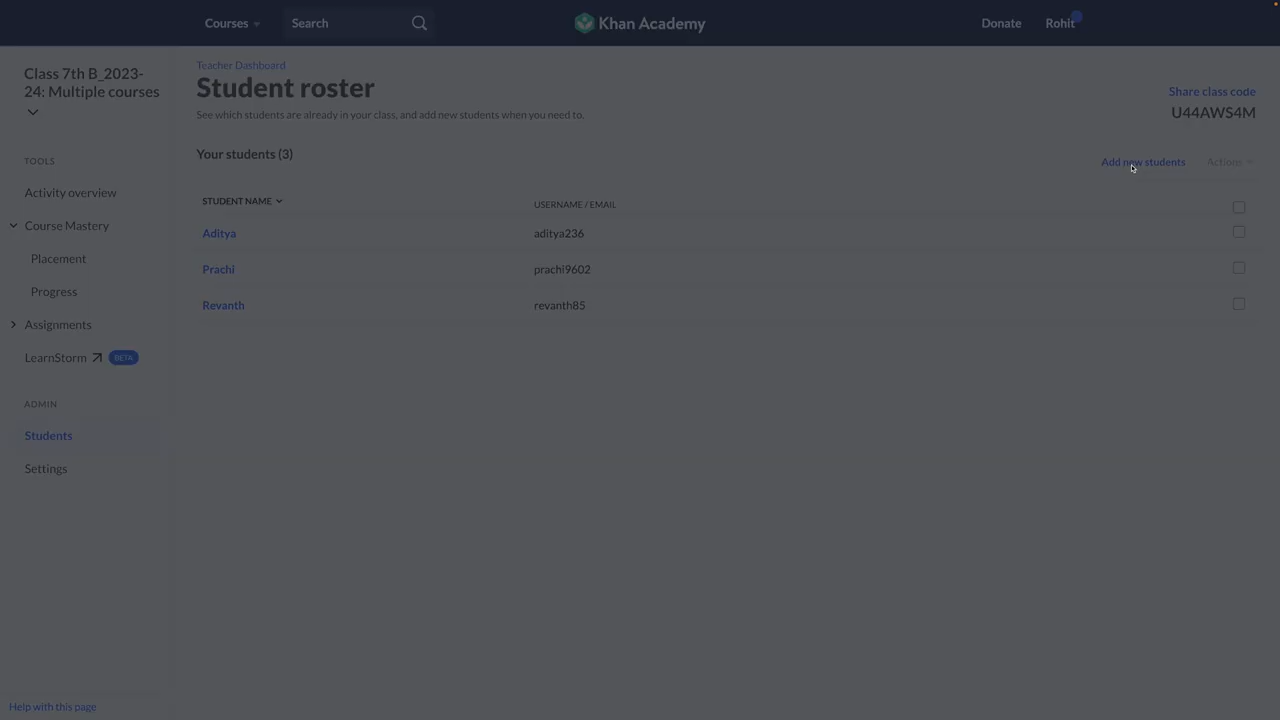 Courses
Search
Khan Academy
Donate
Rohit
Class 7th B_2023-
24: Multiple courses
Teacher Dashboard
Student roster
See which students are already in your class, and add new students when you need to.
Share class code
U44AWS4M
Your students (3)
Add new students
Actions
TOOLS
Activity overview
Course Mastery
Placement
Progress
Assignments
LearnStorm
BETA
ADMIN
Students
Settings
STUDENT NAME
USERNAME / EMAIL
Aditya
aditya236
Prachi
prachi9602
Revanth
revanth85
Help with this page